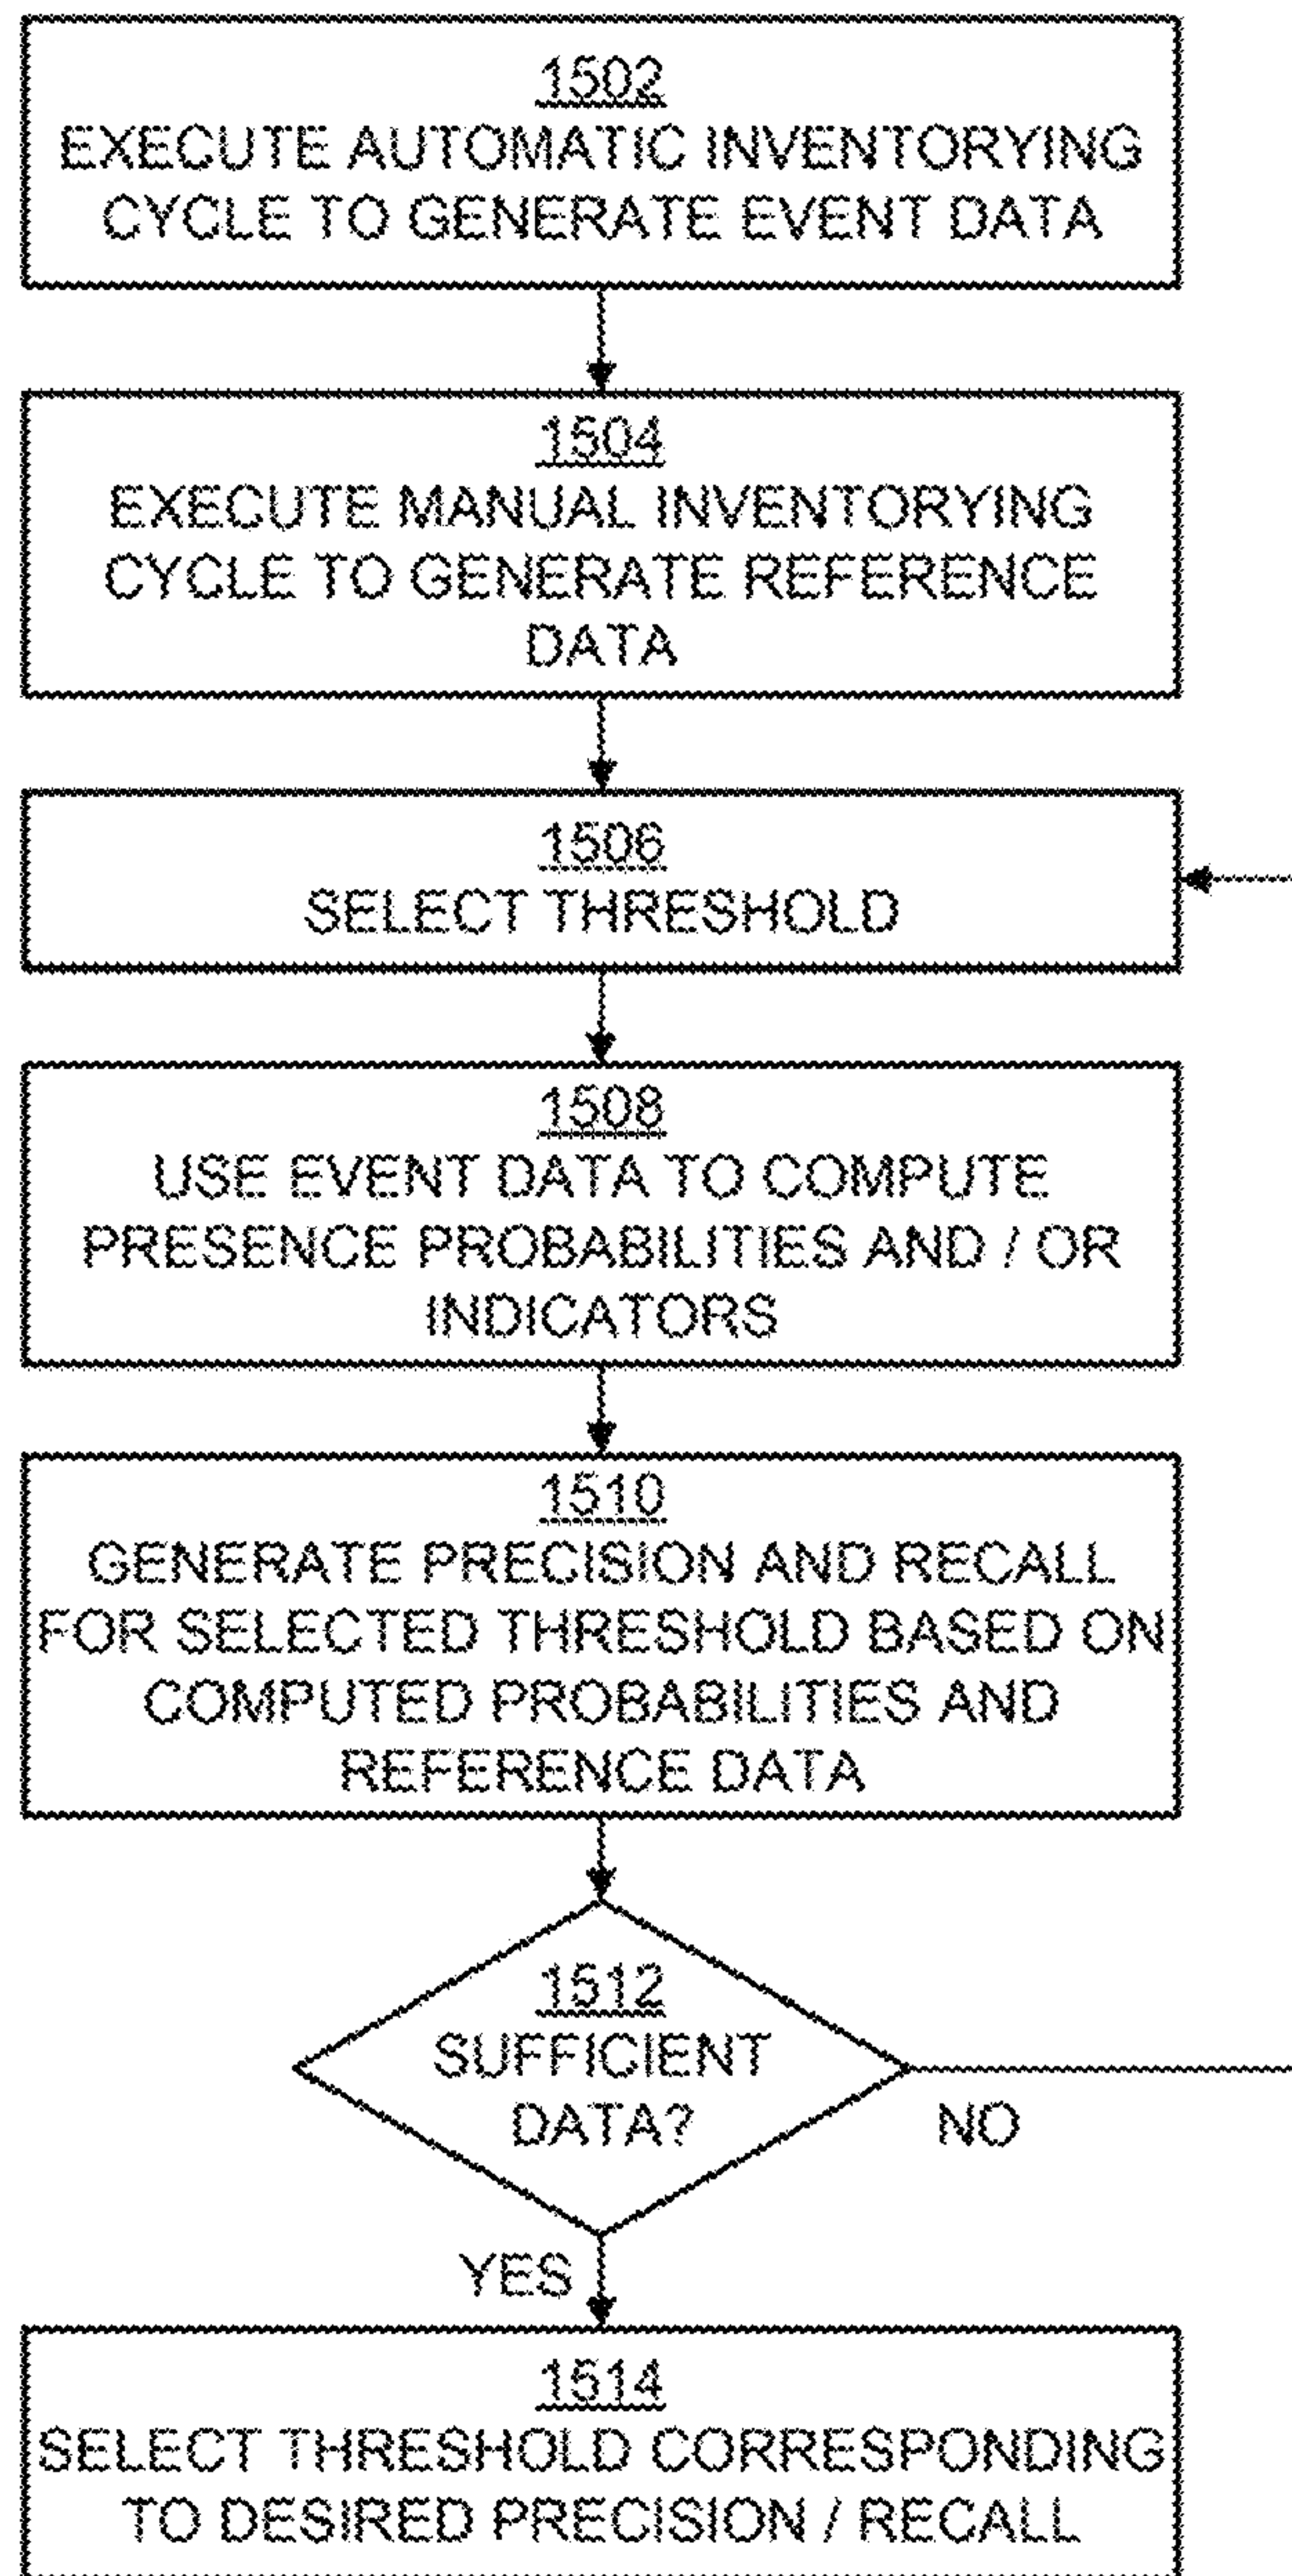 1502
EXECUTE AUTOMATIC INVENTORYING
CYCLE TO GENERATE EVENT DATA
1504
EXECUTE MANUAL INVENTORYING
CYCLE TO GENERATE REFERENCE
DATA
1506
SELECT THRESHOLD
1508
USE EVENT DATA TO COMPUTE
PRESENCE PROBABILITIES AND / OR
INDICATORS
1510
GENERATE PRECISION AND RECALL
FOR SELECTED THRESHOLD BASED ON
COMPUTED PROBABILITIES AND
REFERENCE DATA
1512
SUFFICIENT
DATA?
NO
YES
1514
SELECT THRESHOLD CORRESPONDING
TO DESIRED PRECISION / RECALL